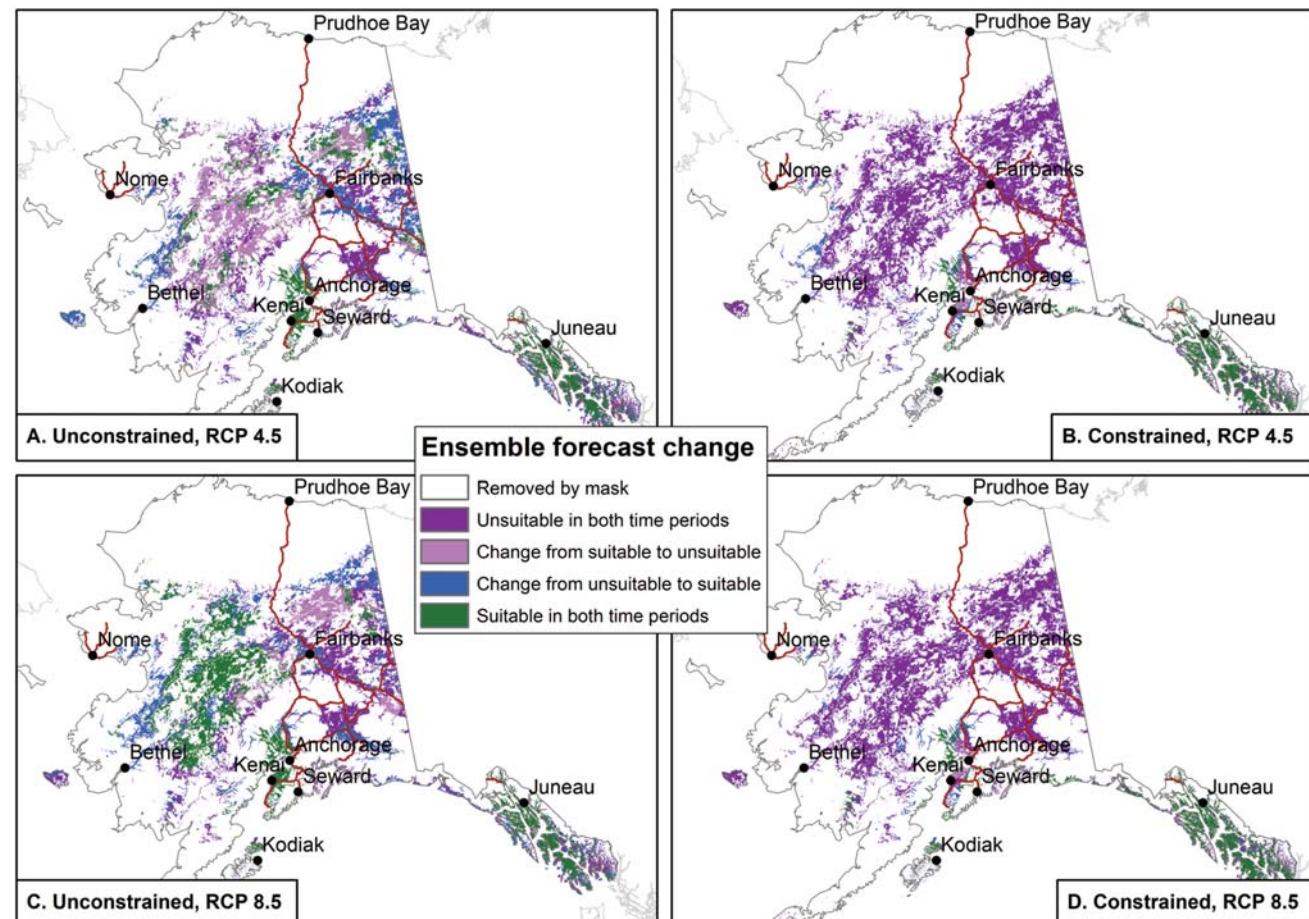 Prudhoe Bay
Nome
Fairbanks
Bethel
Anchorage
Kenai
Seward
Juneau
Kodiak
A. Unconstrained, RCP 4.5
Prudhoe Bay
Nome
Fairbanks
Bethel
Anchorage
Kenai
Seward
Juneau
Kodiak
B. Constrained, RCP 4.5
Ensemble forecast change
Removed by mask
Unsuitable in both time periods
Change from suitable to unsuitable
Change from unsuitable to suitable
Suitable in both time periods
Prudhoe Bay
Nome
Fairbanks
Bethel
Anchorage
Kenai
Seward
Juneau
Kodiak
C. Unconstrained, RCP 8.5
Prudhoe Bay
Nome
Fairbanks
Bethel
Anchorage
Kenai
Seward
Juneau
Kodiak
D. Constrained, RCP 8.5